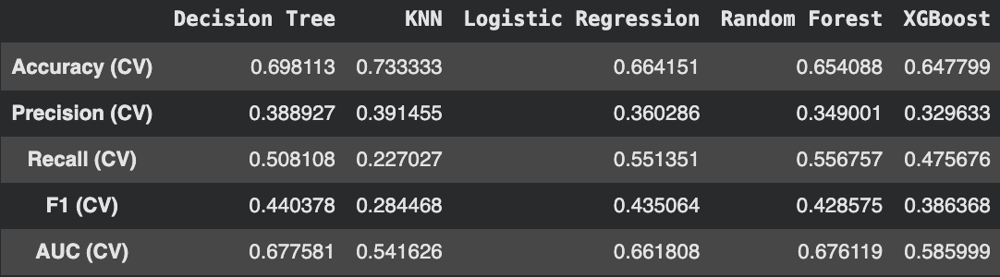 Decision Tree KNN Logistic Regression Random Forest XGBoost
Accuracy (CV) 0.698113 0.733333 0.664151 0.654088 0.647799
Precision (CV) 0.388927 0.391455 0.360286 0.349001 0.329633
Recall (CV) 0.508108 0.227027 0.551351 0.556757 0.475676
F1 (CV) 0.440378 0.284468 0.435064 0.428575 0.386368
AUC (CV) 0.677581 0.541626 0.661808 0.676119 0.585999